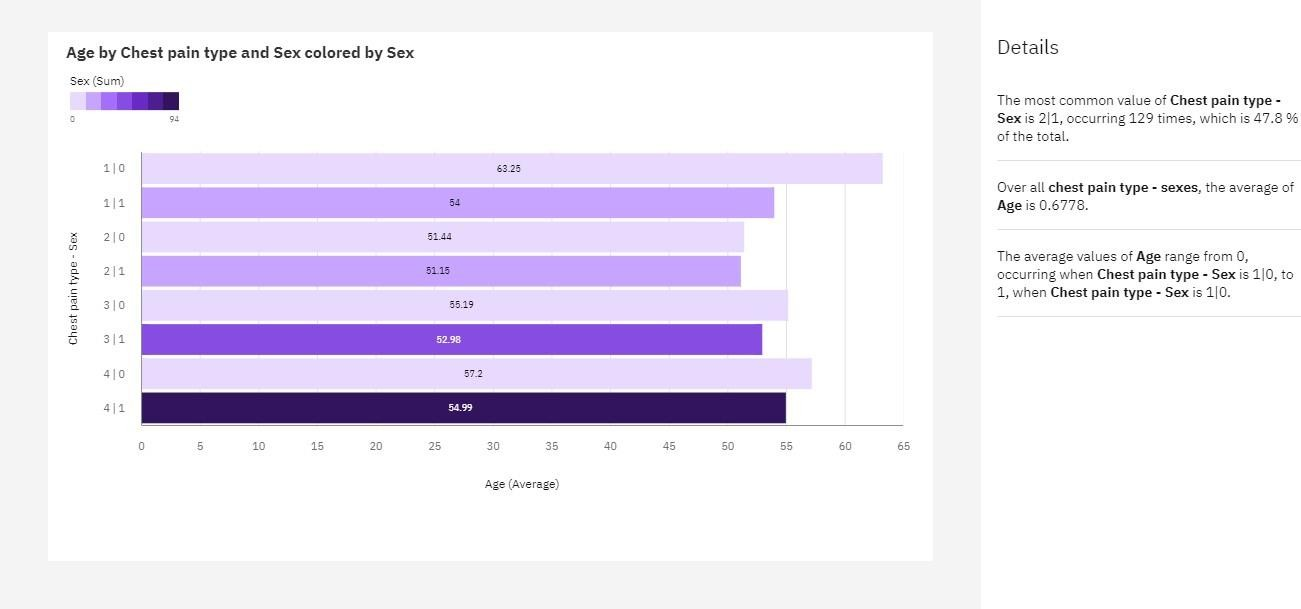 Age by Chest pain type and Sex colored by Sex
Sex (Sum)
0 94
Chest pain type - Sex
1|0 63.25
1|1 54
2|0 51.44
2|1 51.15
3|0 55.19
3|1 52.98
4|0 57.2
4|1 54.99
0 5 10 15 20 25 30 35 40 45 50 55 60 65
Age (Average)
Details
The most common value of Chest pain type -
Sex is 2|1, occurring 129 times, which is 47.8 %
of the total.
Over all chest pain type - sexes, the average of
Age is 0.6778.
The average values of Age range from 0,
occurring when Chest pain type - Sex is 1|0, to
1, when Chest pain type - Sex is 1|0.